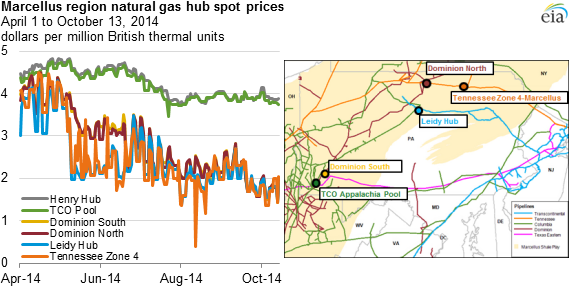 Marcellus region natural gas hub spot prices
April 1 to October 13, 2014
dollars per million British thermal units
eia
5
4
3
2
1
0
Henry Hub
TCO Pool
Dominion South
Dominion North
Leidy Hub
Tennessee Zone 4
Apr-14
Jun-14
Aug-14
Oct-14
Dominion North
NY
OH
Tennessee Zone 4-Marcellus
Leidy Hub
PA
Dominion South
NJ
TCO Appalachia Pool
WV
VA
MD
DE
Pipelines
Transcontinental
Tennessee
Columbia
Dominion
Texas Eastern
Marcellus Shale Play